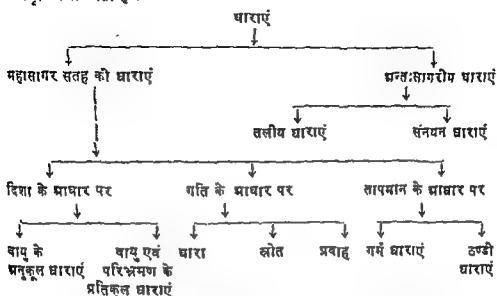 धाराएं
महासागर सतह की धाराएं
अन्तःसागरीय धाराएं
तलीय धाराएं
संनयन धाराएं
दिशा के आधार पर
गति के आधार पर
तापमान के आधार पर
वायु के अनुकूल धाराएं
वायु एवं परिभ्रमण के प्रतिकूल धाराएं
धारा
स्रोत
प्रवाह
गर्म धाराएं
ठण्डी धाराएं